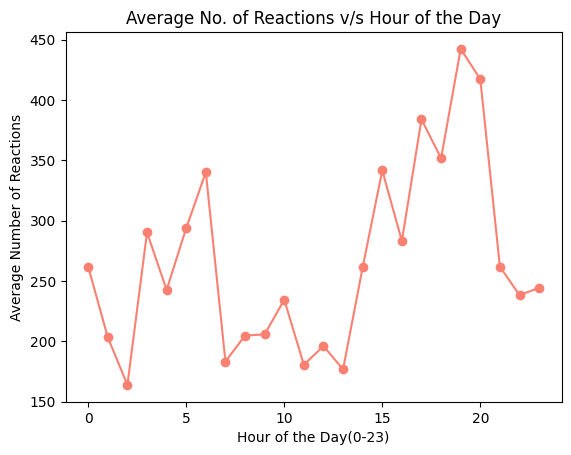 Average No. of Reactions v/s Hour of the Day
450
400
350
300
250
200
150
Average Number of Reactions
0 5 10 15 20
Hour of the Day(0-23)